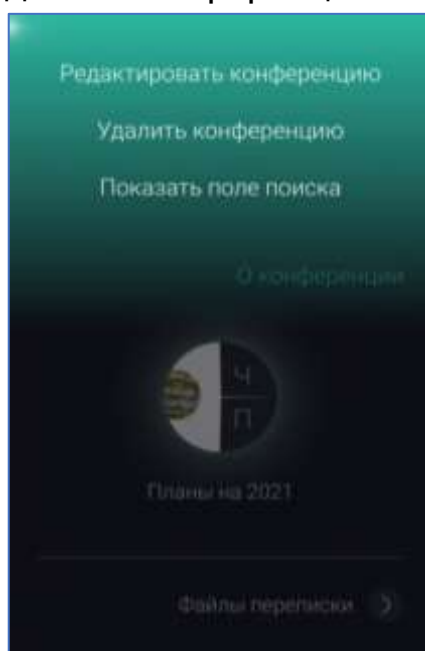 Редактировать конференцию
Удалить конференцию
Показать поле поиска
О конференции
Ч
П
Планы на 2021
Файлы переписки